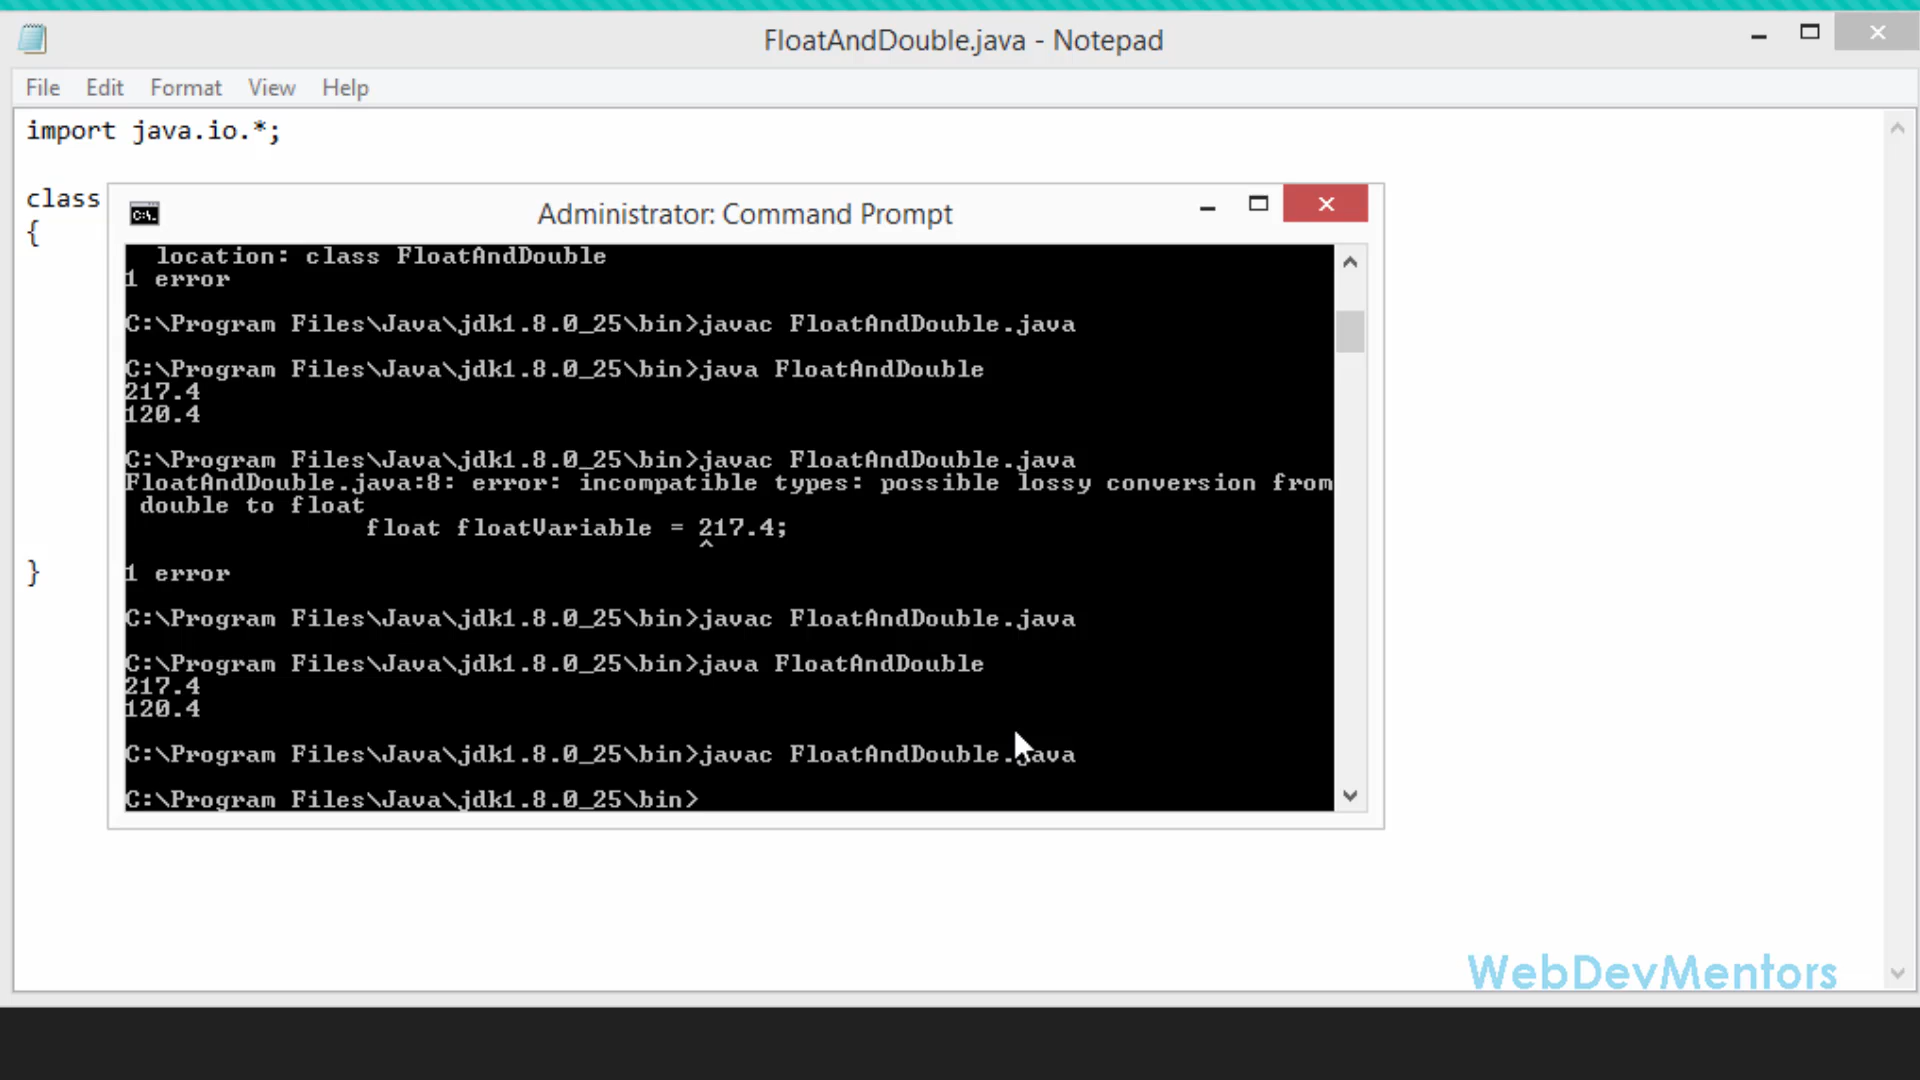 FloatAndDouble.java - Notepad
File Edit Format View Help
import java.io.*;
class
{
Administrator: Command Prompt
C:\.
location: class FloatAndDouble
1 error
C:\Program Files\Java\jdk1.8.0_25\bin>javac FloatAndDouble.java
C:\Program Files\Java\jdk1.8.0_25\bin>java FloatAndDouble
217.4
120.4
C:\Program Files\Java\jdk1.8.0_25\bin>javac FloatAndDouble.java
FloatAndDouble.java:8: error: incompatible types: possible lossy conversion from
double to float
float floatVariable = 217.4;
^
1 error
}
C:\Program Files\Java\jdk1.8.0_25\bin>javac FloatAndDouble.java
C:\Program Files\Java\jdk1.8.0_25\bin>java FloatAndDouble
217.4
120.4
C:\Program Files\Java\jdk1.8.0_25\bin>javac FloatAndDouble.java
C:\Program Files\Java\jdk1.8.0_25\bin>
WebDevMentors